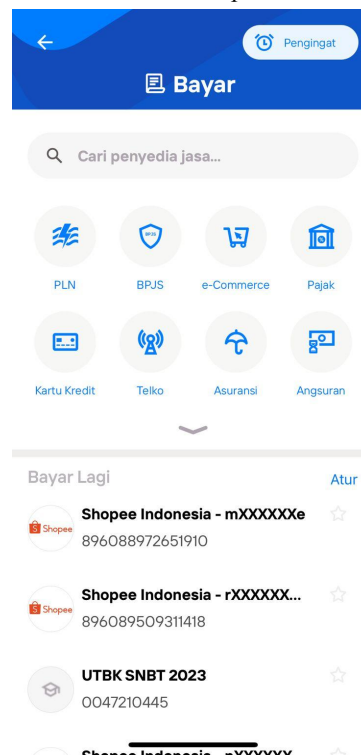 Pengingat
Bayar
Cari penyedia jasa...
PLN BPJS e-Commerce Pajak
Kartu Kredit Telko Asuransi Angsuran
Bayar Lagi Atur
Shopee Indonesia - mXXXXXXe
Shopee
896088972651910
Shopee Indonesia - rXXXXXX...
Shopee
896089509311418
UTBK SNBT 2023
0047210445